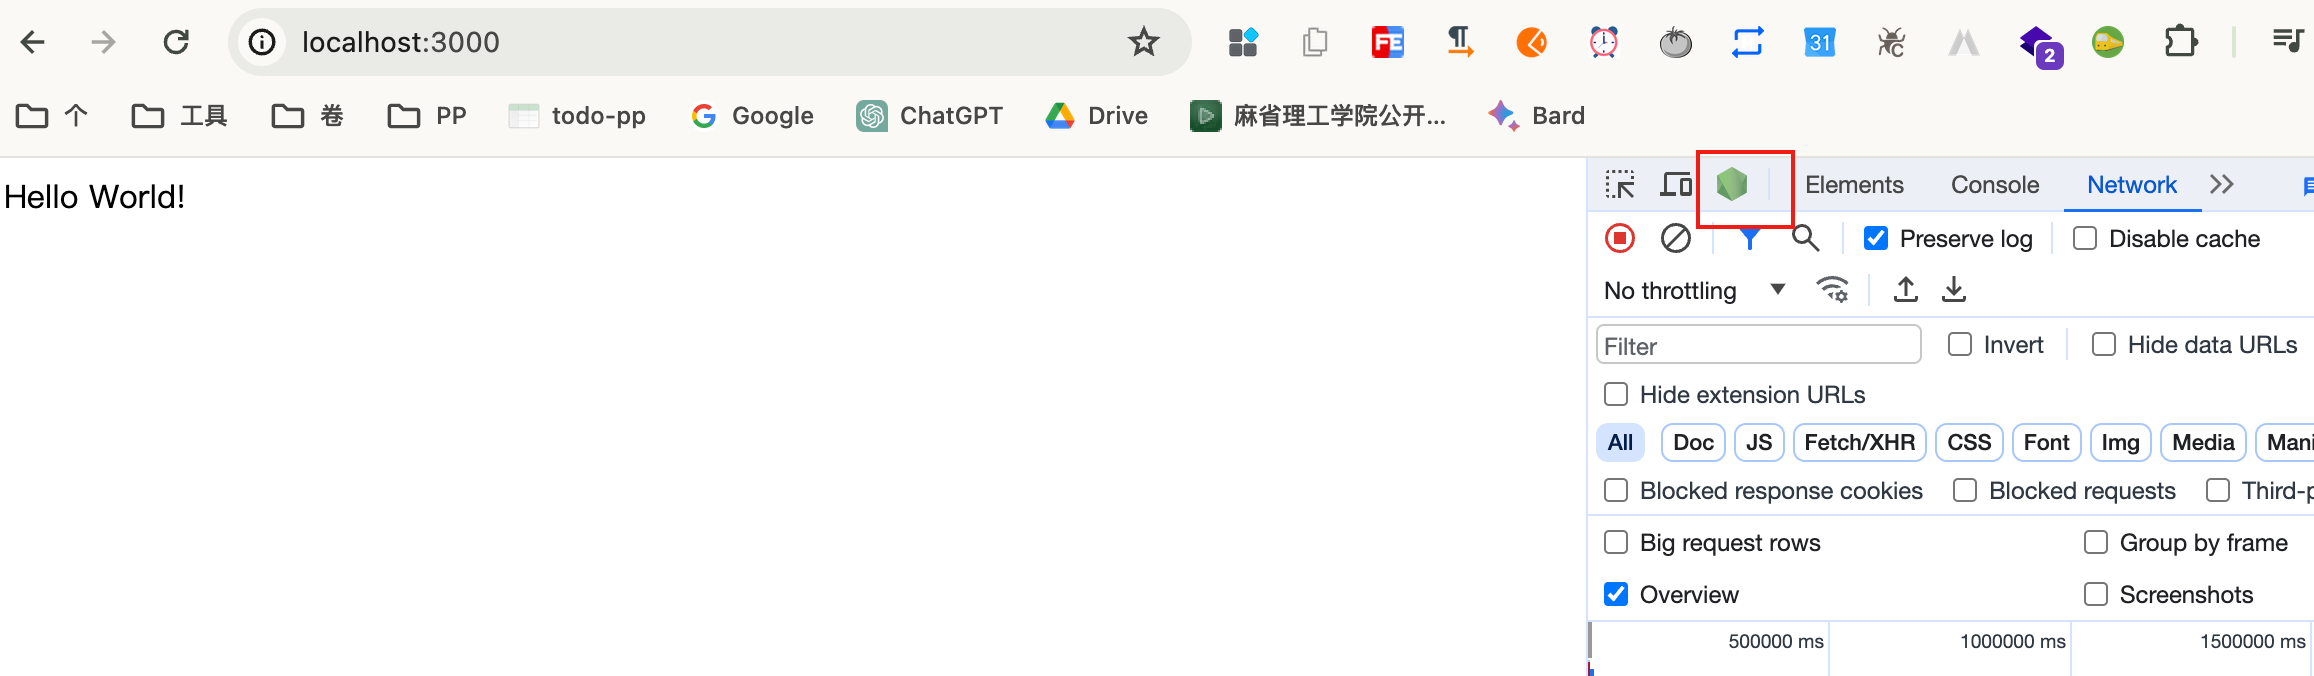 localhost:3000
FE
31
C
2
个 工具 卷 PP todo-pp Google ChatGPT Drive 麻省理工学院公开... Bard
Hello World!
Elements Console Network
Preserve log Disable cache
No throttling
Filter Invert Hide data URLs
Hide extension URLs
All Doc JS Fetch/XHR CSS Font Img Media Mani
Blocked response cookies Blocked requests Third-p
Big request rows Group by frame
Overview Screenshots
500000 ms 1000000 ms 1500000 ms